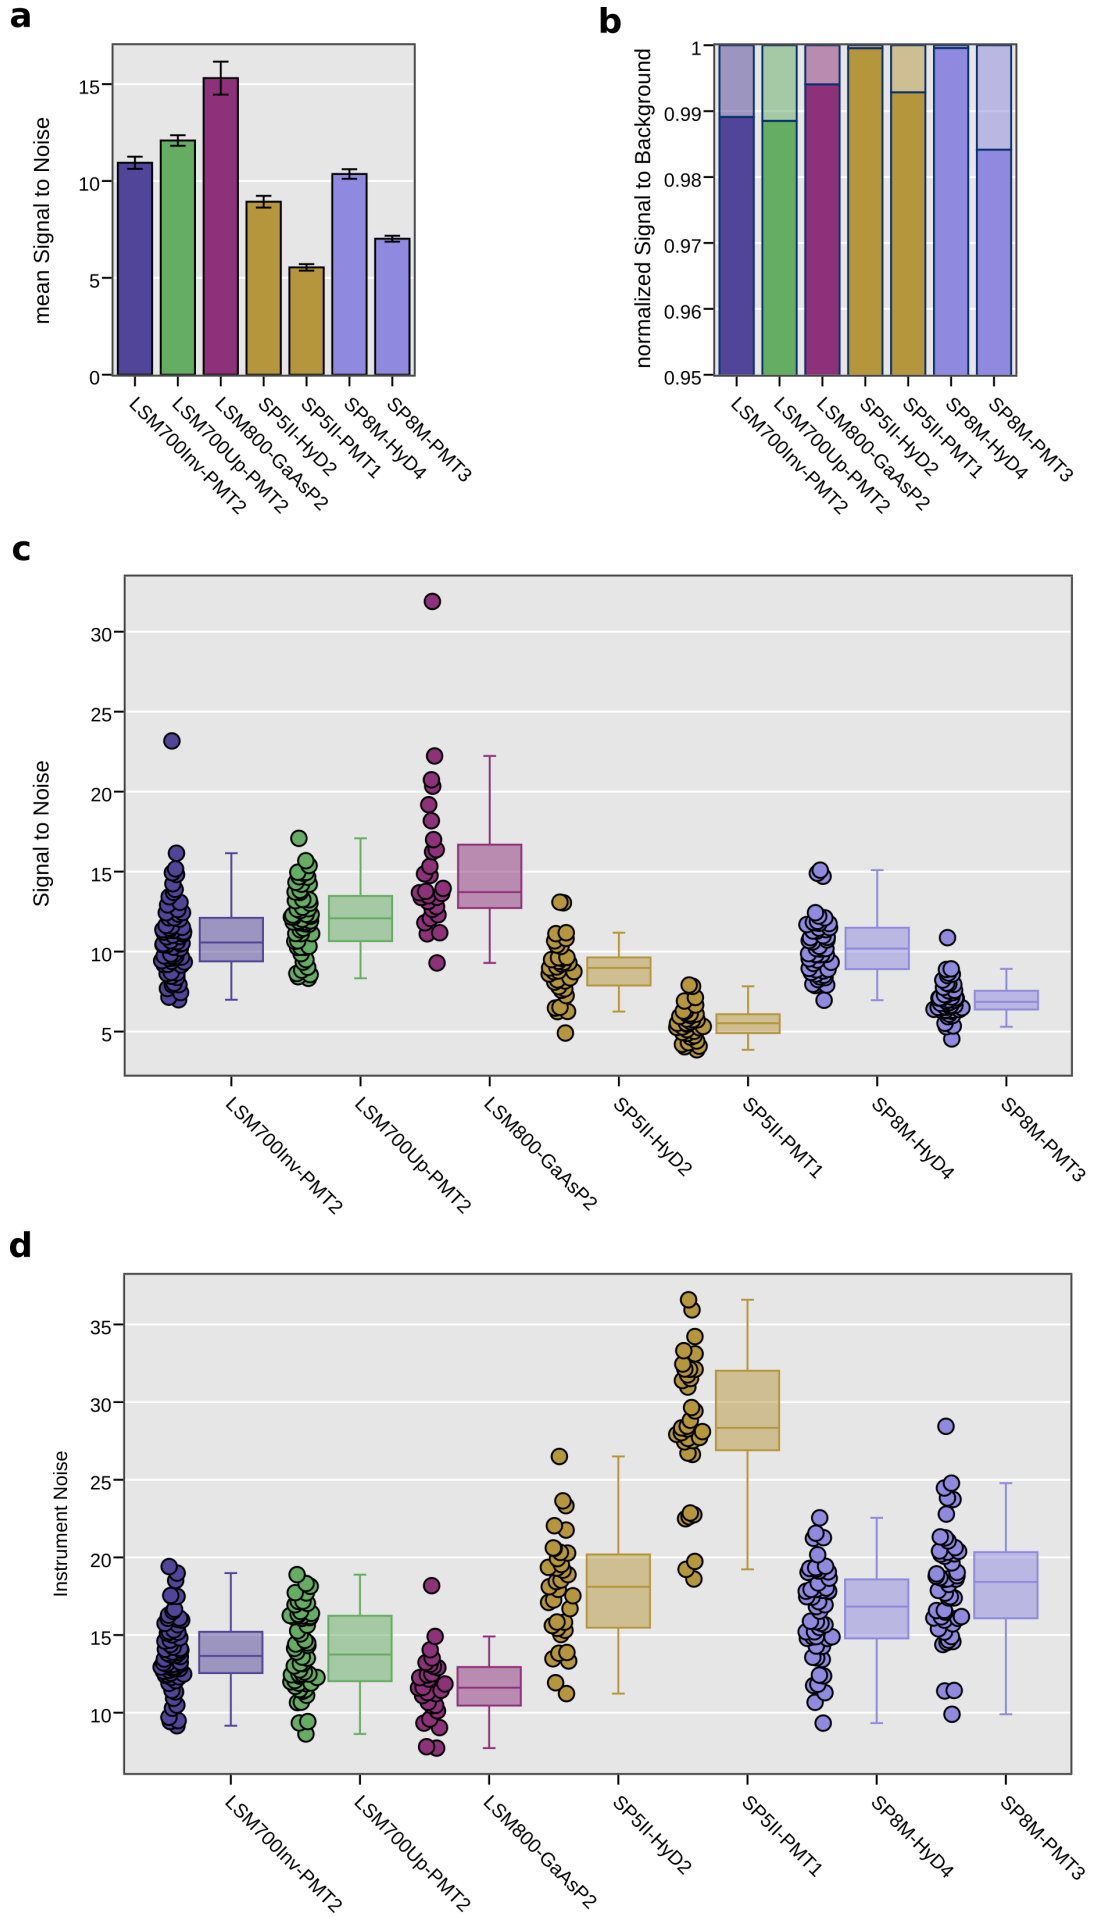 a
mean Signal to Noise
15
10
5
0
LSM700Inv-PMT2
LSM700Up-PMT2
LSM800-GaAsP2
SP5II-HyD2
SP5II-PMT1
SP8M-HyD4
SP8M-PMT3
b
normalized Signal to Background
1
0.99
0.98
0.97
0.96
0.95
LSM700Inv-PMT2
LSM700Up-PMT2
LSM800-GaAsP2
SP5II-HyD2
SP5II-PMT1
SP8M-HyD4
SP8M-PMT3
c
Signal to Noise
30
25
20
15
10
5
LSM700Inv-PMT2
LSM700Up-PMT2
LSM800-GaAsP2
SP5II-HyD2
SP5II-PMT1
SP8M-HyD4
SP8M-PMT3
d
Instrument Noise
35
30
25
20
15
10
LSM700Inv-PMT2
LSM700Up-PMT2
LSM800-GaAsP2
SP5II-HyD2
SP5II-PMT1
SP8M-HyD4
SP8M-PMT3